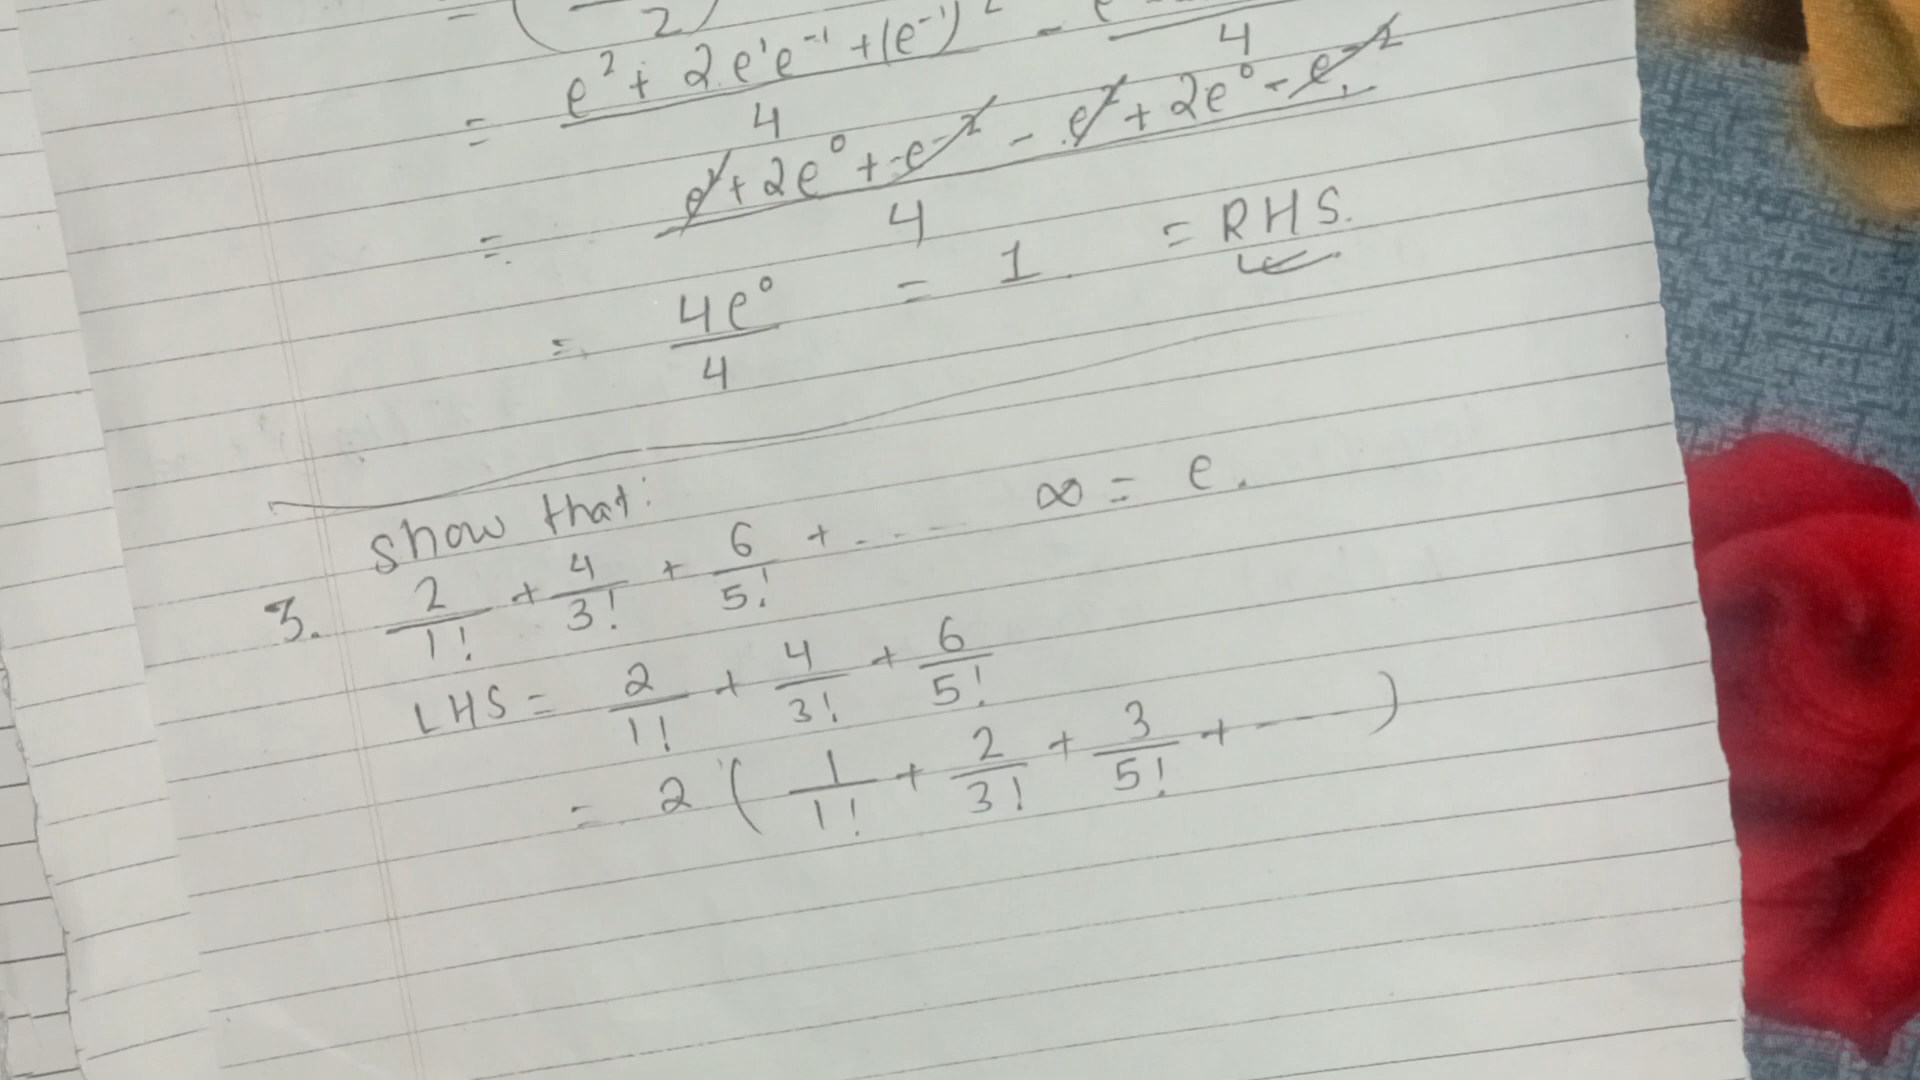 2
= e² + 2e¹e⁻¹ + (e⁻¹)² -
4 4
= e² + 2e⁰ + e⁻² - e² + 2e⁰ - e⁻²
4
= 4e⁰ / 4 = 1 = RHS.
Show that:
3. 2/1! + 4/3! + 6/5! + .... ∞ = e.
LHS = 2/1! + 4/3! + 6/5!
= 2 ( 1/1! + 2/3! + 3/5! + ---- )